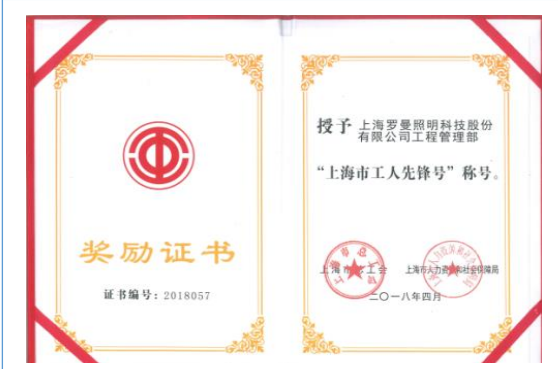 奖励证书
证书编号：2018057
授予 上海罗曼照明科技股份
有限公司工程管理部
“上海市工人先锋号”称号。
上海市总工会
上海市人力资源和社会保障局
二〇一八年四月